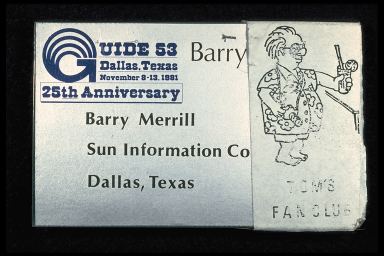 GUIDE 53
Barry
Dallas, Texas
November 8-13, 1981
25th Anniversary
Barry Merrill
Sun Information Co
Dallas, Texas
TOM'S
FAN CLUB